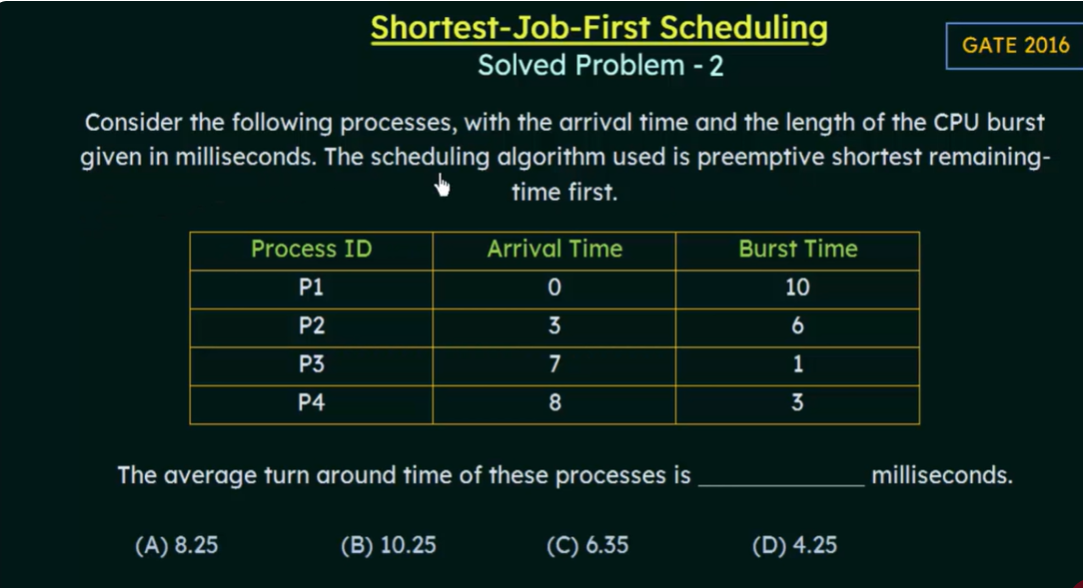 Shortest-Job-First Scheduling
GATE 2016
Solved Problem - 2
Consider the following processes, with the arrival time and the length of the CPU burst
given in milliseconds. The scheduling algorithm used is preemptive shortest remaining-
time first.
Process ID Arrival Time Burst Time
P1 0 10
P2 3 6
P3 7 1
P4 8 3
The average turn around time of these processes is ____________ milliseconds.
(A) 8.25 (B) 10.25 (C) 6.35 (D) 4.25